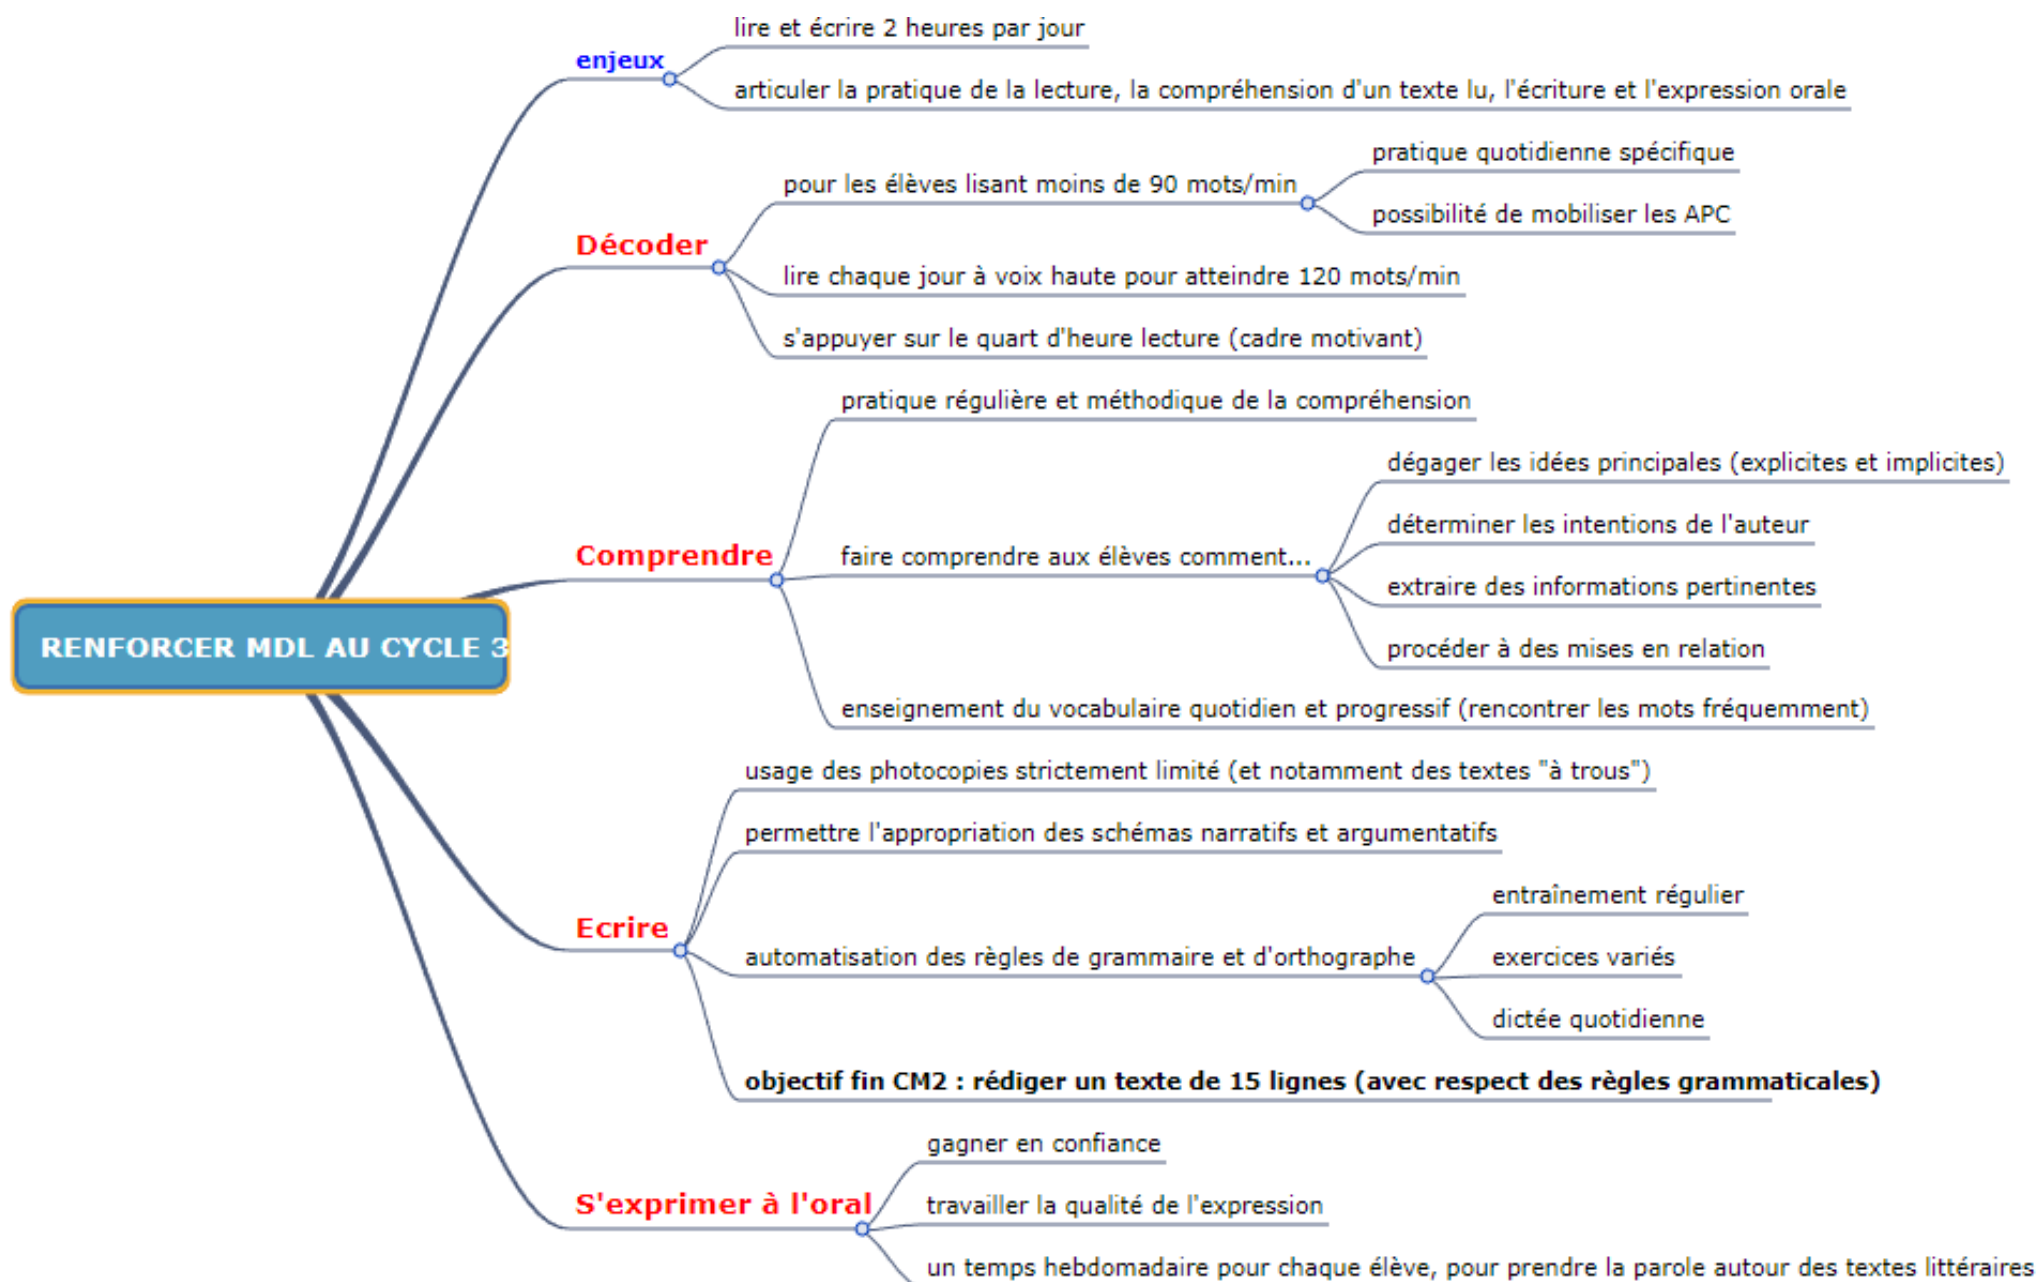 RENFORCER MDL AU CYCLE 3
enjeux
lire et écrire 2 heures par jour
articuler la pratique de la lecture, la compréhension d'un texte lu, l'écriture et l'expression orale
Décoder
pour les élèves lisant moins de 90 mots/min
pratique quotidienne spécifique
possibilité de mobiliser les APC
lire chaque jour à voix haute pour atteindre 120 mots/min
s'appuyer sur le quart d'heure lecture (cadre motivant)
Comprendre
pratique régulière et méthodique de la compréhension
faire comprendre aux élèves comment...
dégager les idées principales (explicites et implicites)
déterminer les intentions de l'auteur
extraire des informations pertinentes
procéder à des mises en relation
enseignement du vocabulaire quotidien et progressif (rencontrer les mots fréquemment)
Ecrire
usage des photocopies strictement limité (et notamment des textes "à trous")
permettre l'appropriation des schémas narratifs et argumentatifs
automatisation des règles de grammaire et d'orthographe
entraînement régulier
exercices variés
dictée quotidienne
objectif fin CM2 : rédiger un texte de 15 lignes (avec respect des règles grammaticales)
S'exprimer à l'oral
gagner en confiance
travailler la qualité de l'expression
un temps hebdomadaire pour chaque élève, pour prendre la parole autour des textes littéraires